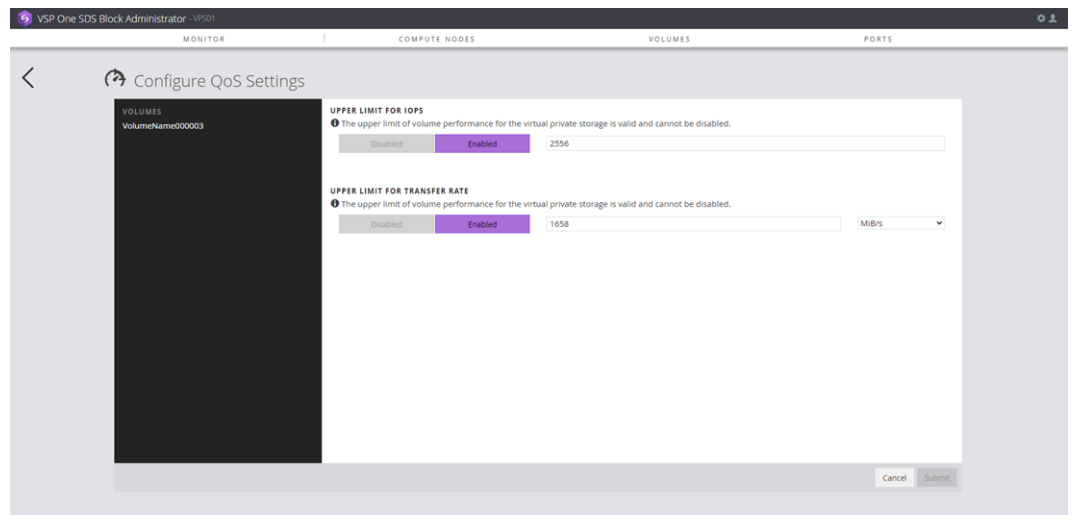 VSP One SDS Block Administrator - VPS01
MONITOR COMPUTE NODES VOLUMES PORTS
Configure QoS Settings
VOLUMES
VolumeName000003
UPPER LIMIT FOR IOPS
The upper limit of volume performance for the virtual private storage is valid and cannot be disabled.
Disabled Enabled 2556
UPPER LIMIT FOR TRANSFER RATE
The upper limit of volume performance for the virtual private storage is valid and cannot be disabled.
Disabled Enabled 1658 MiB/s
Cancel Submit